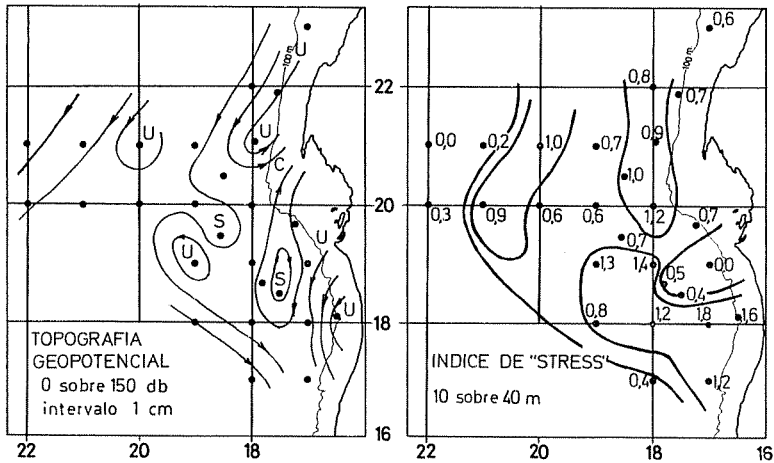 100 m
U
22
U
U
C
20
S
U
U
S
U
18
TOPOGRAFIA
GEOPOTENCIAL
0 sobre 150 db
intervalo 1 cm
16
22
20
18
0,6
100 m
0,8
0,7
0,9
0,0
0,2
1,0
0,7
1,0
0,3
0,9
0,6
0,6
1,2
0,7
0,7
1,3
1,4
0,0
0,5
0,4
0,8
1,2
1,8
1,6
INDICE DE "STRESS"
0,4
1,2
10 sobre 40 m
22
20
18
16